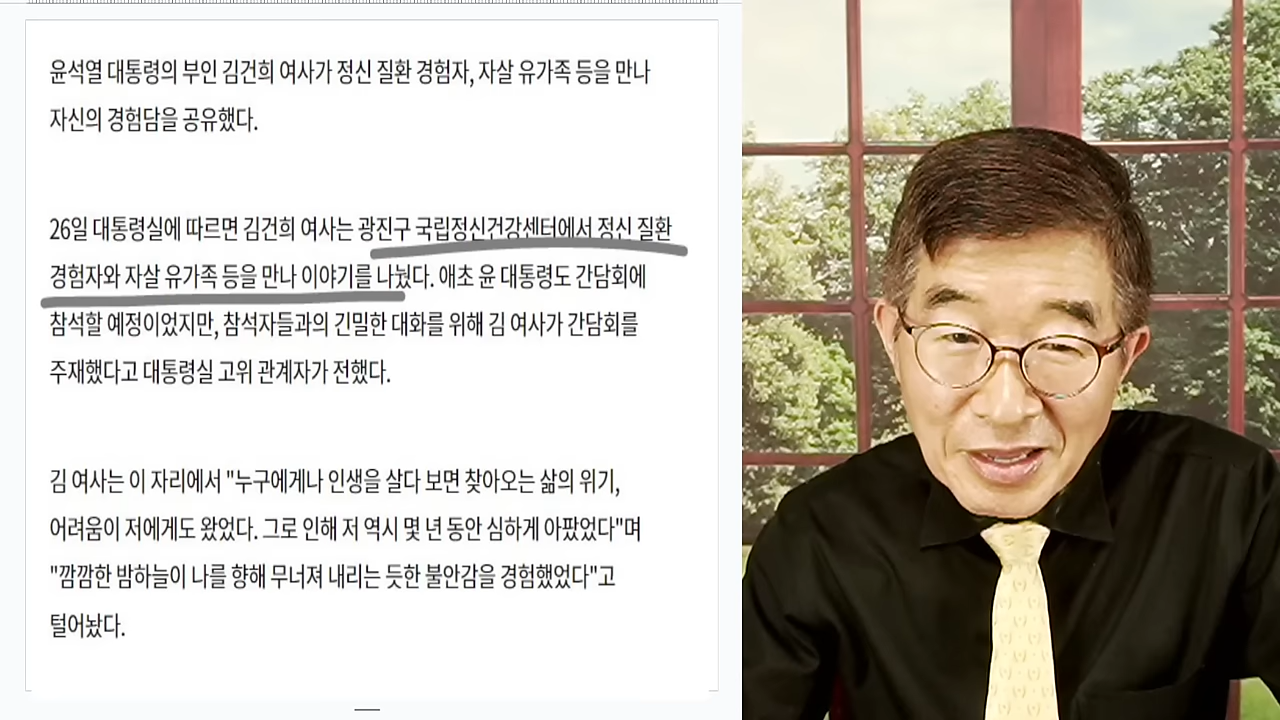 윤석열 대통령의 부인 김건희 여사가 정신 질환 경험자, 자살 유가족 등을 만나
자신의 경험담을 공유했다.
26일 대통령실에 따르면 김건희 여사는 광진구 국립정신건강센터에서 정신 질환
경험자와 자살 유가족 등을 만나 이야기를 나눴다. 애초 윤 대통령도 간담회에
참석할 예정이었지만, 참석자들과의 긴밀한 대화를 위해 김 여사가 간담회를
주재했다고 대통령실 고위 관계자가 전했다.
김 여사는 이 자리에서 "누구에게나 인생을 살다 보면 찾아오는 삶의 위기,
어려움이 저에게도 왔었다. 그로 인해 저 역시 몇 년 동안 심하게 아팠었다"며
"깜깜한 밤하늘이 나를 향해 무너져 내리는 듯한 불안감을 경험했었다"고
털어놨다.